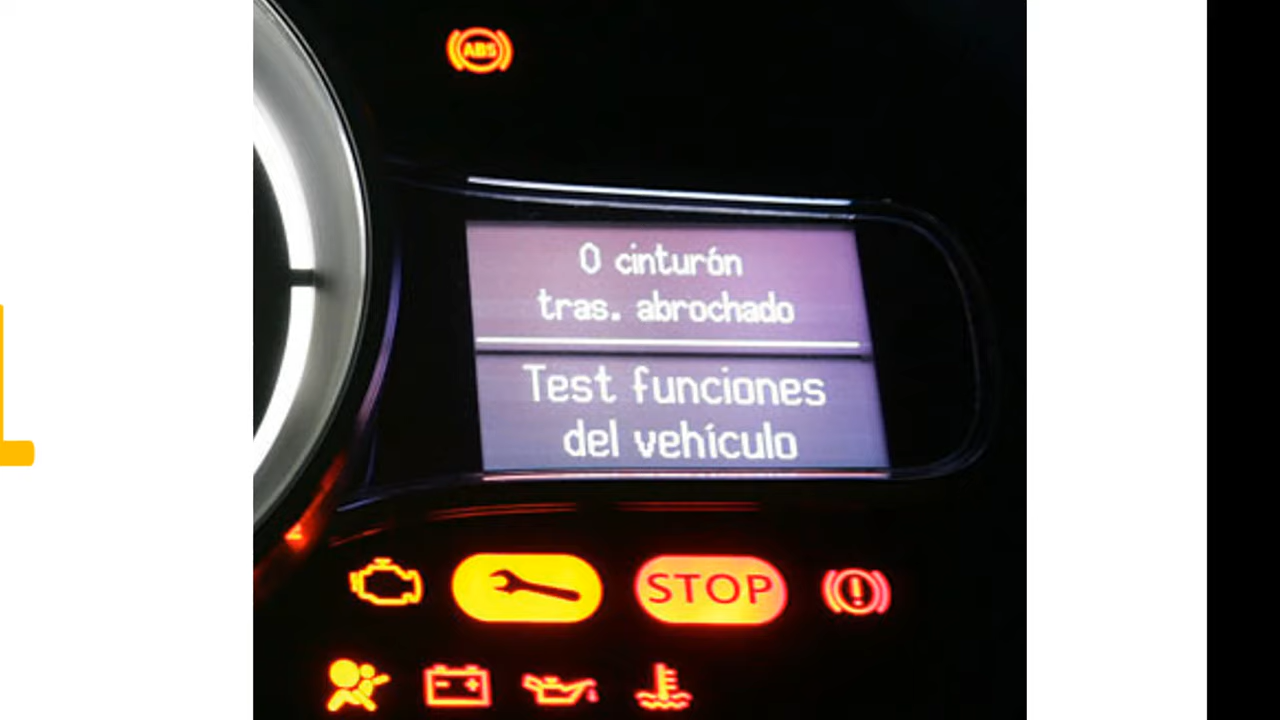 ABS
0 cinturón
tras. abrochado
Test funciones
del vehículo
STOP